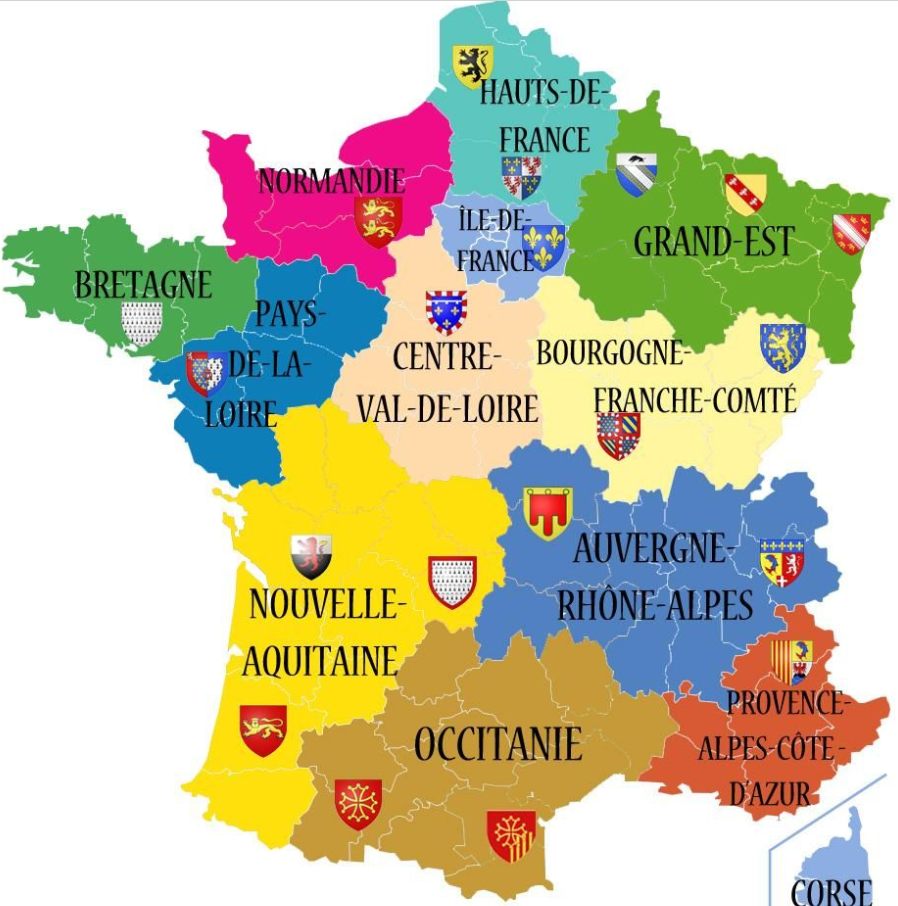 HAUTS-DE-
FRANCE
NORMANDIE
ÎLE-DE-
FRANCE
GRAND-EST
BRETAGNE
PAYS-
DE-LA-
LOIRE
CENTRE-
VAL-DE-LOIRE
BOURGOGNE-
FRANCHE-COMTÉ
AUVERGNE-
RHÔNE-ALPES
NOUVELLE-
AQUITAINE
OCCITANIE
PROVENCE-
ALPES-CÔTE-
D'AZUR
CORSE